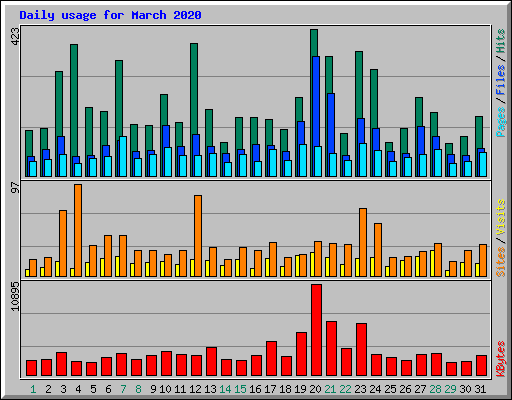 Daily usage for March 2020
423
Pages / Files / Hits
97
Sites / Visits
10895
KBytes
1 2 3 4 5 6 7 8 9 10 11 12 13 14 15 16 17 18 19 20 21 22 23 24 25 26 27 28 29 30 31